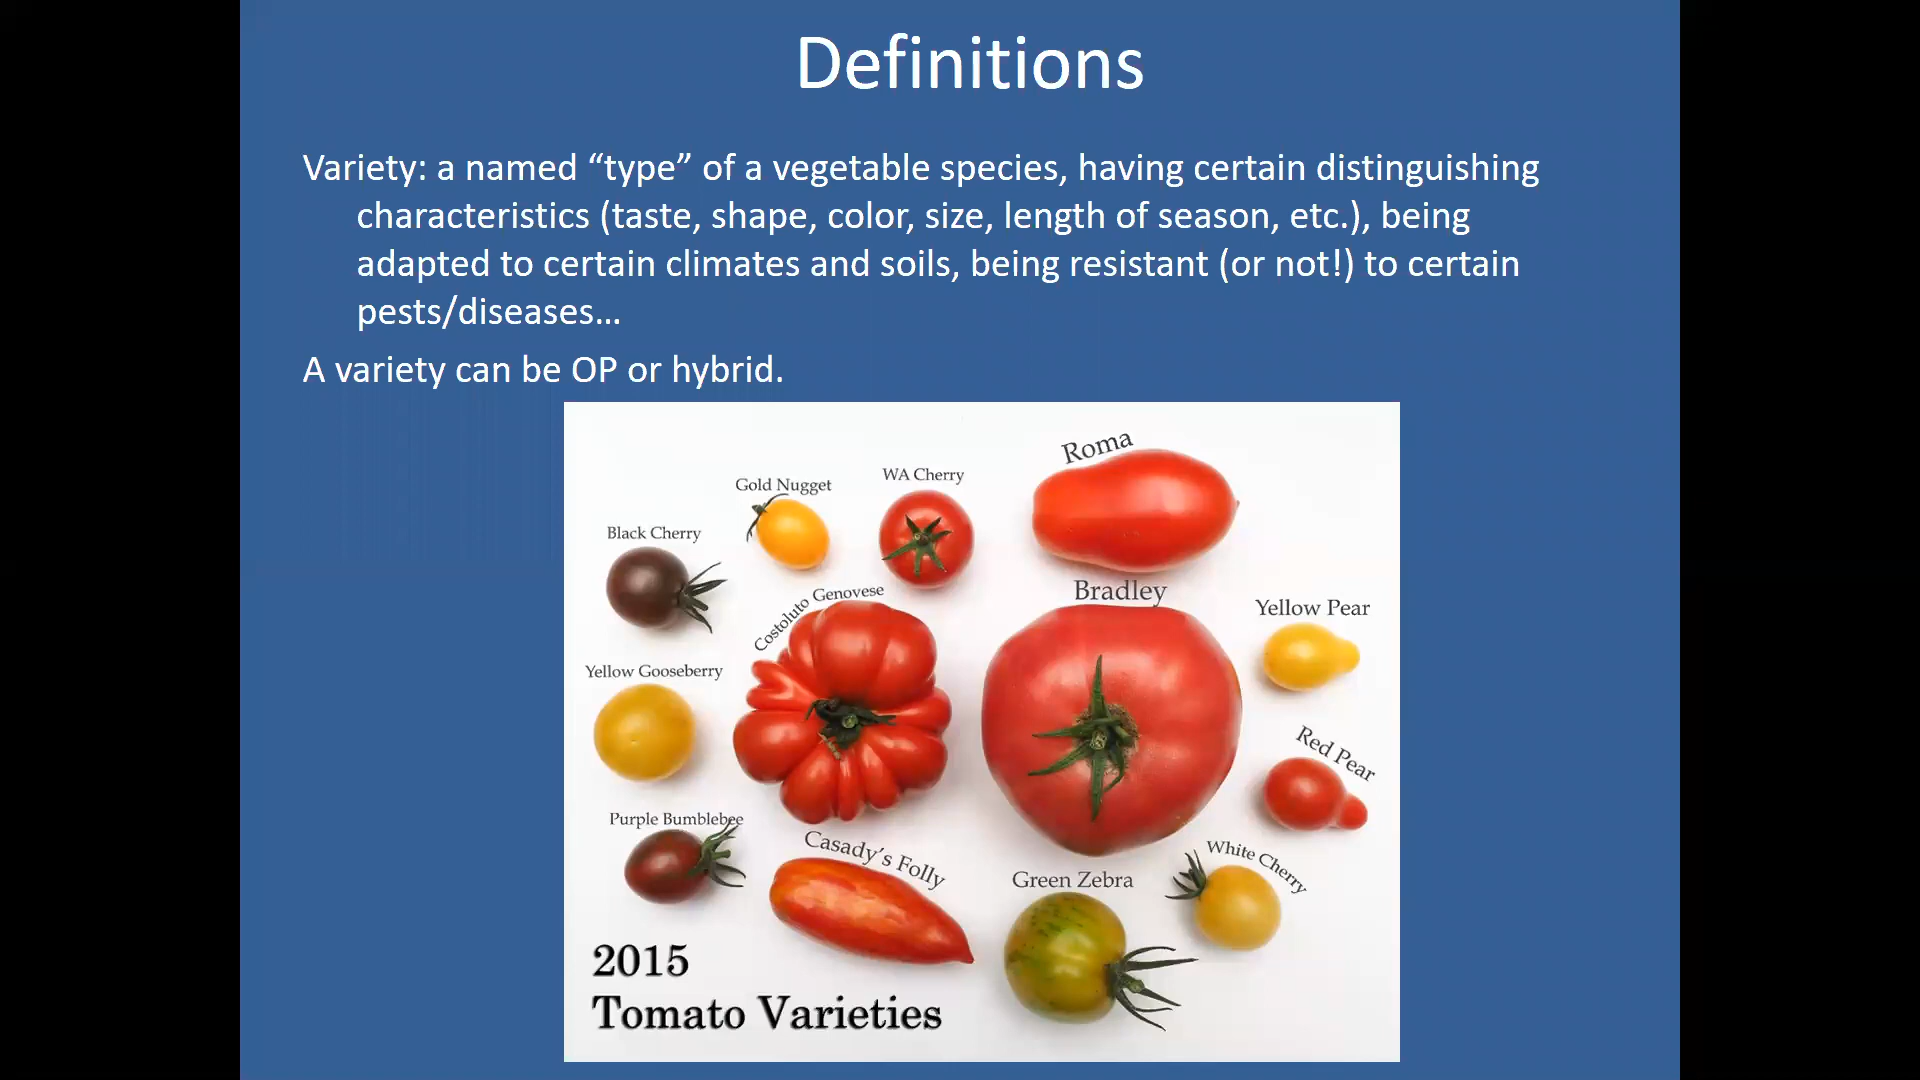 Definitions
Variety: a named “type” of a vegetable species, having certain distinguishing
characteristics (taste, shape, color, size, length of season, etc.), being
adapted to certain climates and soils, being resistant (or not!) to certain
pests/diseases…
A variety can be OP or hybrid.
Roma
WA Cherry
Gold Nugget
Black Cherry
Costoluto Genovese
Bradley
Yellow Pear
Yellow Gooseberry
Red Pear
Purple Bumblebee
Casady’s Folly
White Cherry
Green Zebra
2015
Tomato Varieties